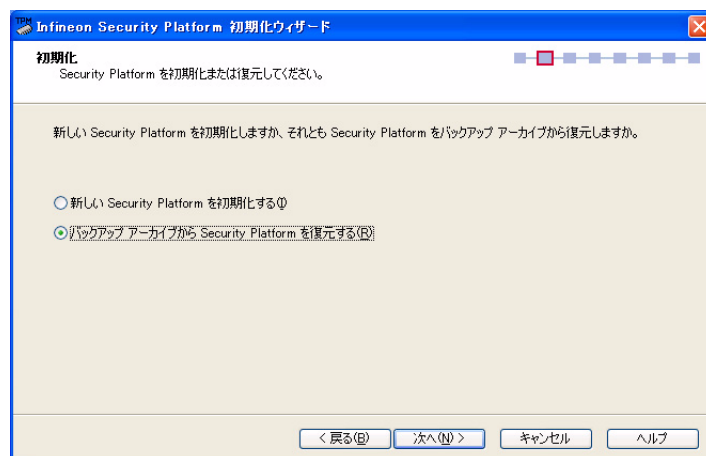 TPM
Infineon Security Platform 初期化ウィザード
初期化
Security Platform を初期化または復元してください。
新しい Security Platform を初期化しますか、それとも Security Platform をバックアップ アーカイブから復元しますか。
新しい Security Platform を初期化する(I)
バックアップ アーカイブから Security Platform を復元する(R)
< 戻る(B) 次へ(N) > キャンセル ヘルプ